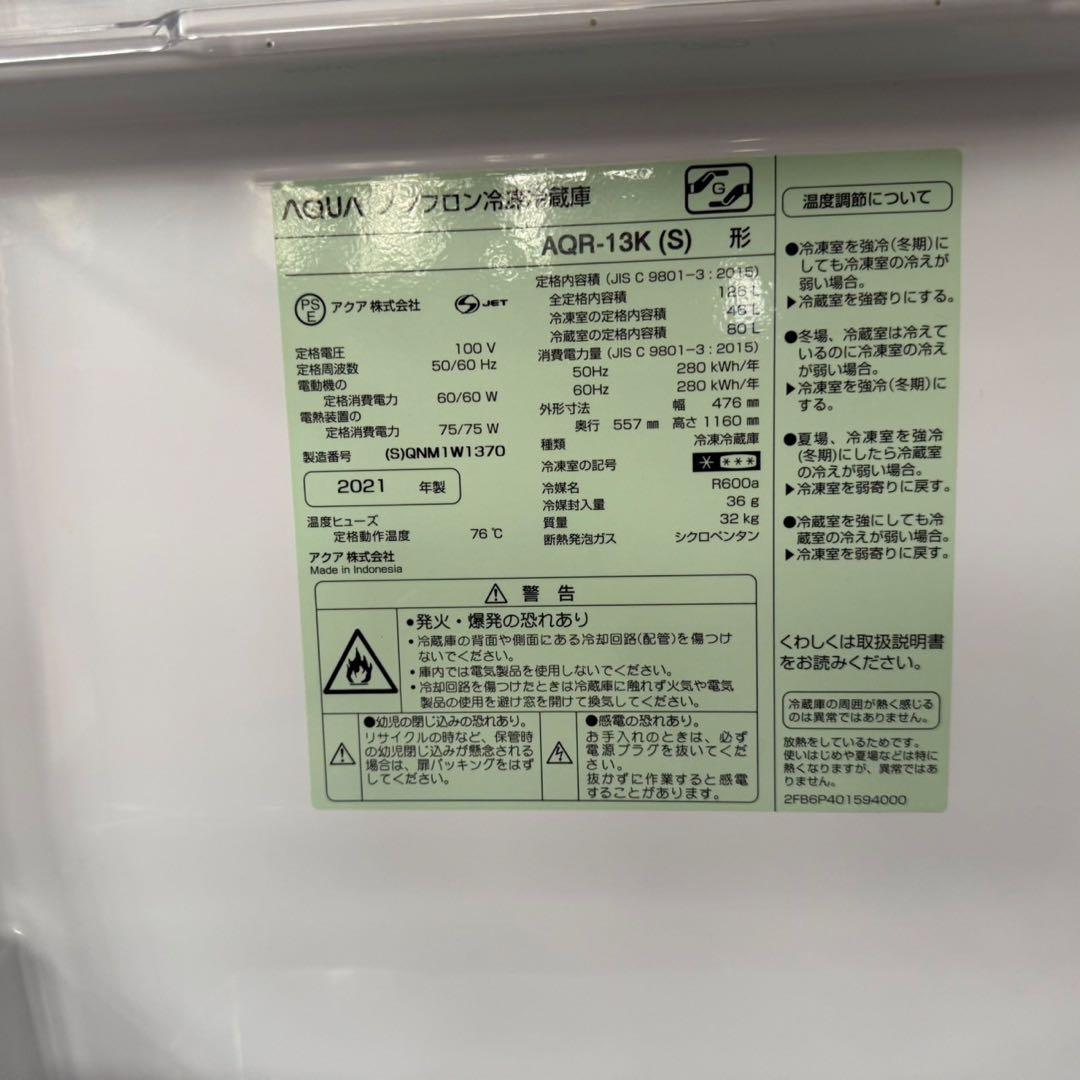 AQUA ノンフロン冷凍冷蔵庫
G
AQR-13K (S) 形
PS E アクア株式会社 JET
定格電圧 100 V
定格周波数 50/60 Hz
電動機の
定格消費電力 60/60 W
電熱装置の
定格消費電力 75/75 W
製造番号 (S)QNM1W1370
2021 年製
温度ヒューズ
定格動作温度 76 ℃
アクア株式会社
Made in Indonesia
定格内容積 (JIS C 9801-3 : 2015)
全定格内容積 126 L
冷凍室の定格内容積 46 L
冷蔵室の定格内容積 80 L
消費電力量 (JIS C 9801-3 : 2015)
50Hz 280 kWh/年
60Hz 280 kWh/年
外形寸法 幅 476 mm
奥行 557 mm 高さ 1160 mm
種類 冷凍冷蔵庫
冷凍室の記号
冷媒名 R600a
冷媒封入量 36 g
質量 32 kg
断熱発泡ガス シクロペンタン
警告
•発火・爆発の恐れあり
•冷蔵庫の背面や側面にある冷却回路(配管)を傷つけ
ないでください。
•庫内では電気製品を使用しないでください。
•冷却回路を傷つけたときは冷蔵庫に触れず火気や電気
製品の使用を避け窓を開けて換気してください。
●幼児の閉じ込みの恐れあり。
リサイクルの時など、保管時
の幼児閉じ込みが懸念される
場合は、扉パッキングをはず
してください。
●感電の恐れあり。
お手入れのときは、必ず
電源プラグを抜いてくだ
さい。
抜かずに作業すると感電
することがあります。
温度調節について
●冷凍室を強冷(冬期)に
しても冷凍室の冷えが
弱い場合。
▶冷蔵室を強寄りにする。
●冬場、冷蔵室は冷えて
いるのに冷凍室の冷え
が弱い場合。
▶冷凍室を強冷(冬期)に
する。
●夏場、冷凍室を強冷
(冬期)にしたら冷蔵室
の冷えが弱い場合。
▶冷凍室を弱寄りに戻す。
●冷蔵室を強にしても冷
蔵室の冷えが弱い場合。
▶冷凍室を弱寄りに戻す。
くわしくは取扱説明書
をお読みください。
冷蔵庫の周囲が熱く感じる
のは異常ではありません。
放熱をしているためです。
使いはじめや夏場などは特に
熱くなりますが、異常ではあ
りません。
2FB6P401594000